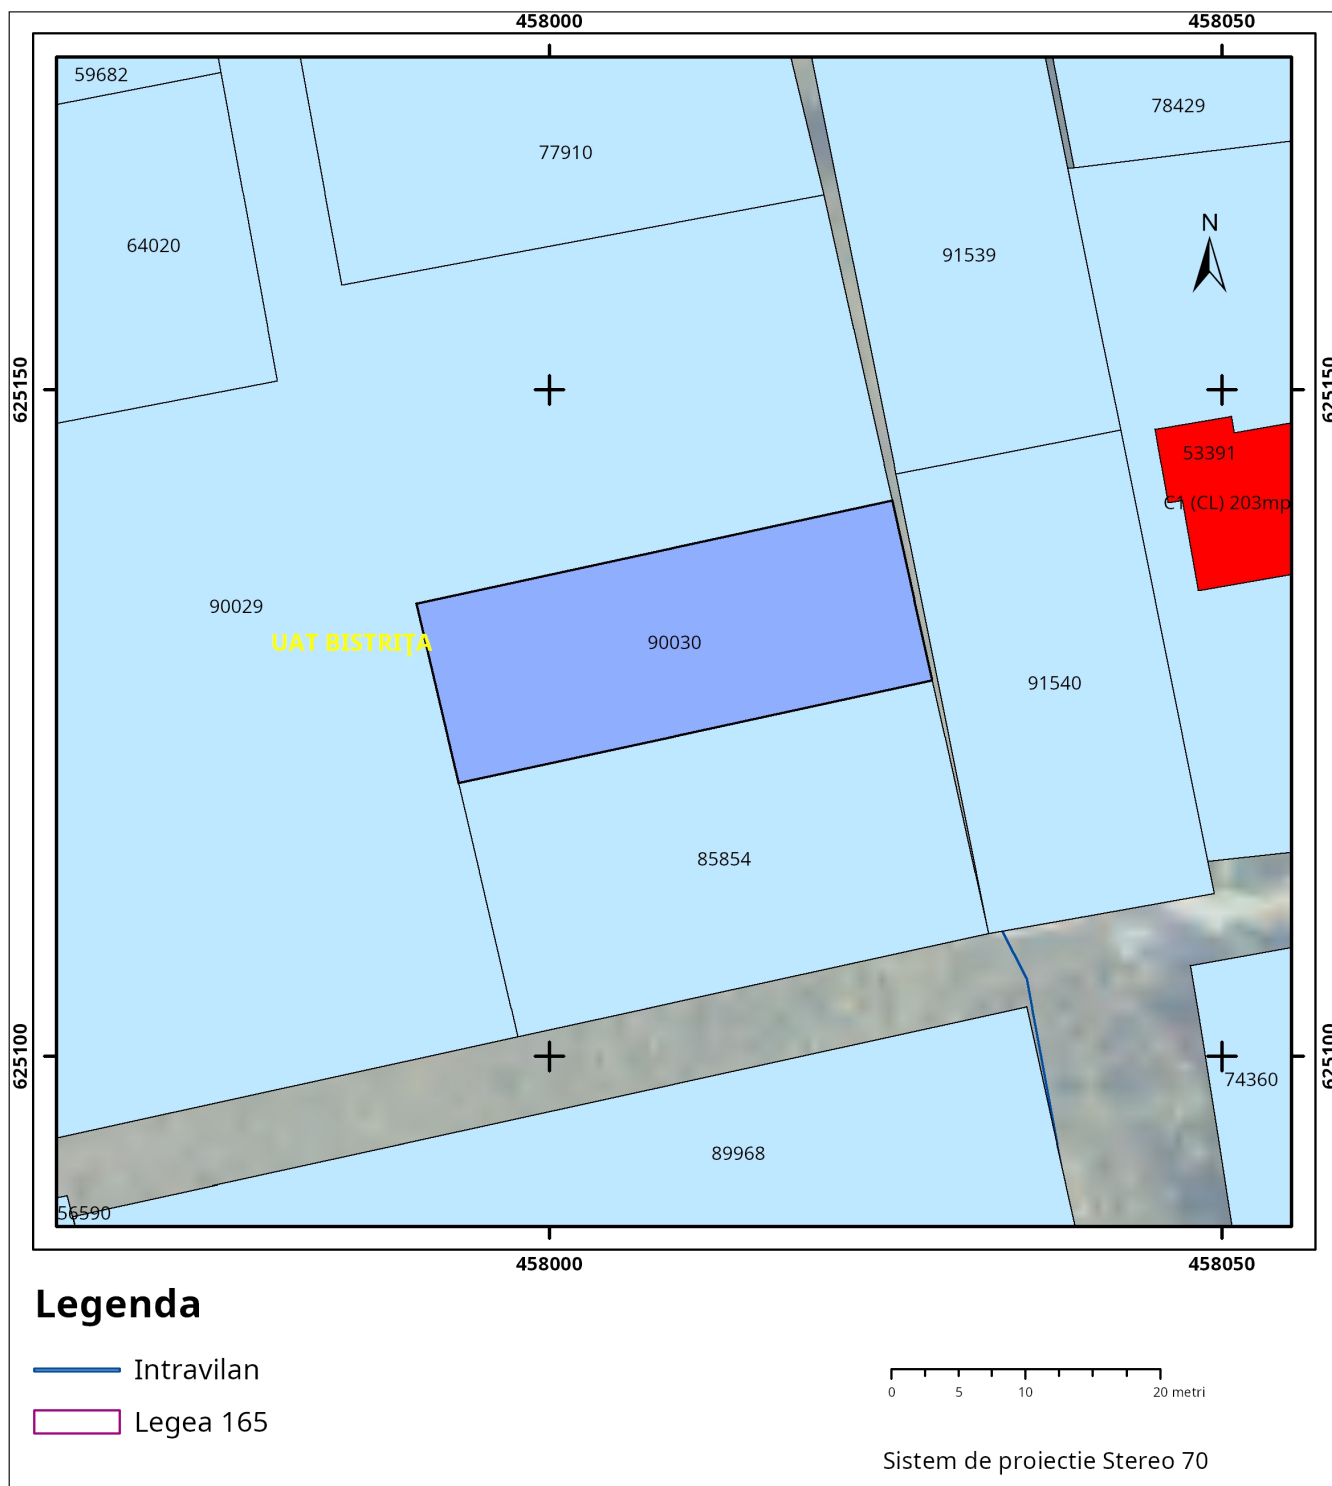 458000 458050
59682
78429
77910
N
64020
91539
625150 625150
53391
C1 (CL) 203mp
90029
UAT BISTRIȚA
90030
91540
85854
625100 625100
74360
89968
56590
458000 458050
Legenda
Intravilan
Legea 165
0 5 10 20 metri
Sistem de proiectie Stereo 70